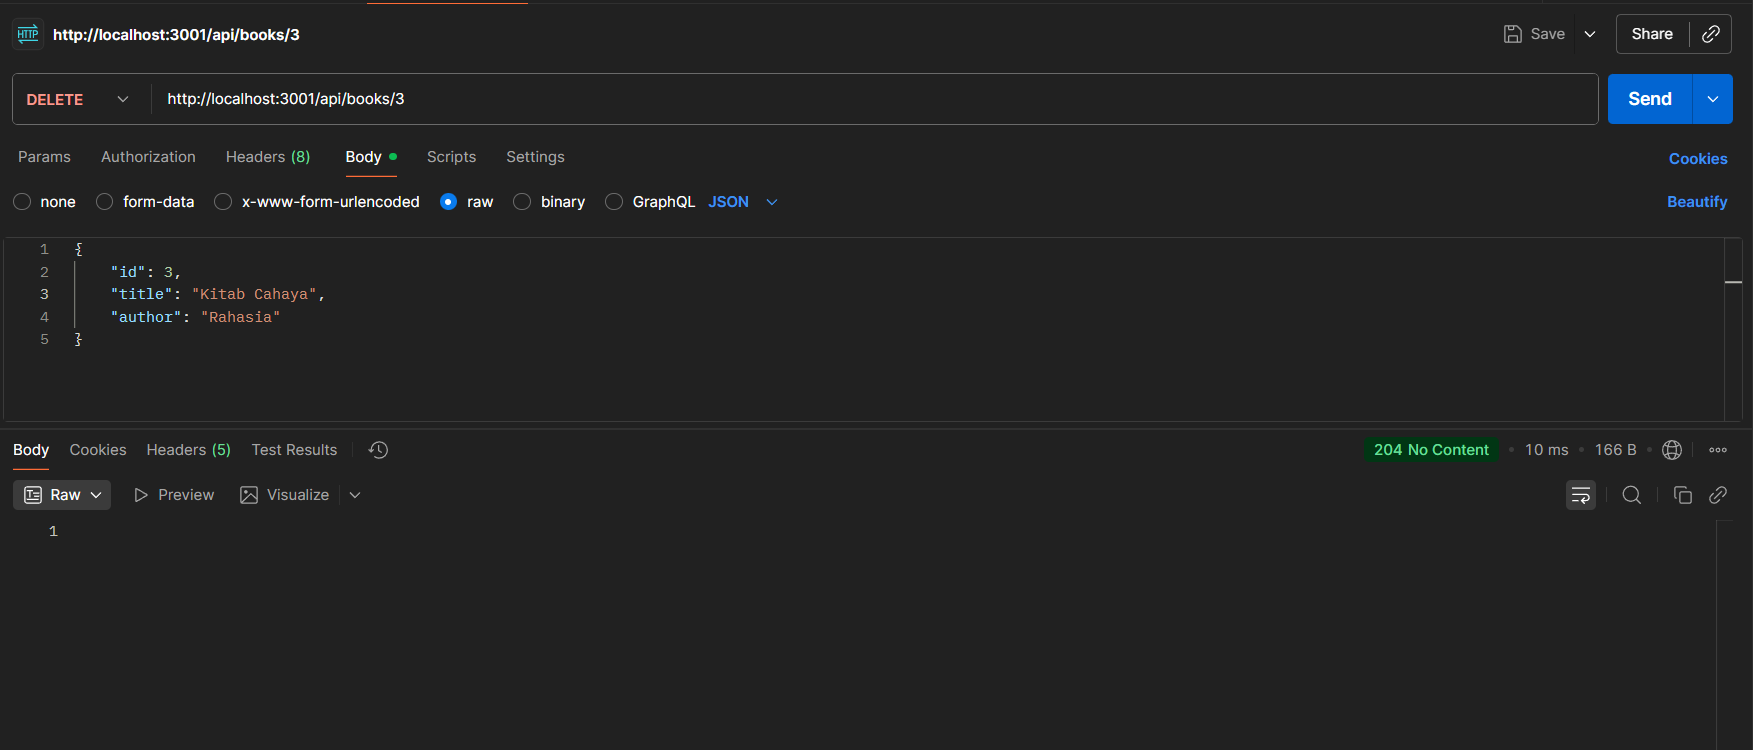 HTTP http://localhost:3001/api/books/3 Save Share
DELETE http://localhost:3001/api/books/3 Send
Params Authorization Headers (8) Body Scripts Settings Cookies
none form-data x-www-form-urlencoded raw binary GraphQL JSON Beautify
1 {
2 "id": 3,
3 "title": "Kitab Cahaya",
4 "author": "Rahasia"
5 }
Body Cookies Headers (5) Test Results 204 No Content • 10 ms • 166 B
Raw Preview Visualize
1